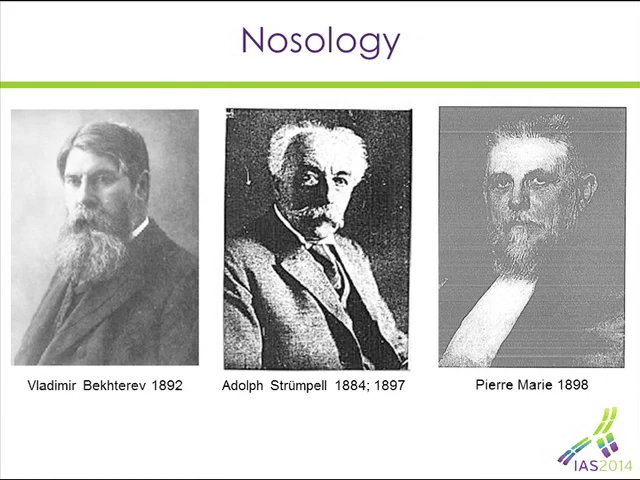 Nosology
Vladimir Bekhterev 1892
Adolph Strümpell 1884; 1897
Pierre Marie 1898
IAS2014